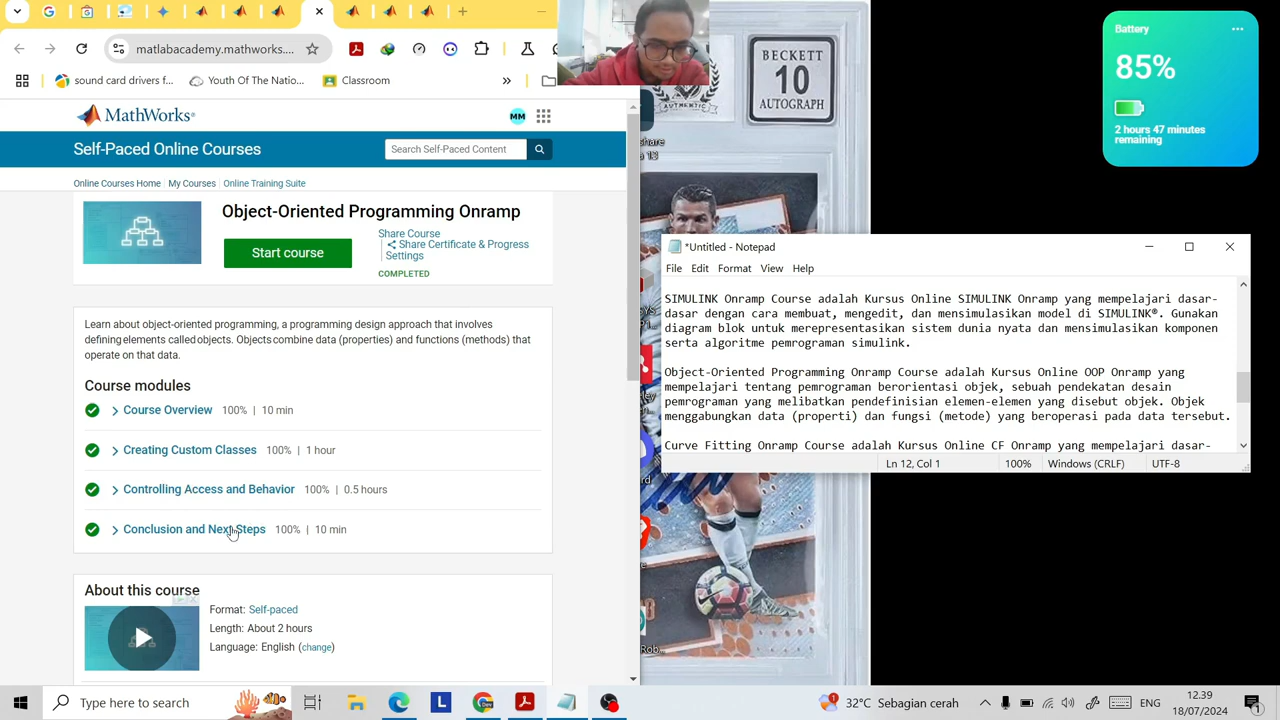 matlabacademy.mathworks....
sound card drivers f...
Youth Of The Natio...
Classroom
MathWorks®
MM
Self-Paced Online Courses
Search Self-Paced Content
Online Courses Home
My Courses
Online Training Suite
Object-Oriented Programming Onramp
Start course
Share Course
Share Certificate & Progress
Settings
COMPLETED
Learn about object-oriented programming, a programming design approach that involves
defining elements called objects. Objects combine data (properties) and functions (methods) that
operate on that data.
Course modules
Course Overview 100% | 10 min
Creating Custom Classes 100% | 1 hour
Controlling Access and Behavior 100% | 0.5 hours
Conclusion and Next Steps 100% | 10 min
About this course
Format: Self-paced
Length: About 2 hours
Language: English (change)
BECKETT
10
AUTOGRAPH
AUTHENTIC
Battery
85%
2 hours 47 minutes
remaining
*Untitled - Notepad
File Edit Format View Help
SIMULINK Onramp Course adalah Kursus Online SIMULINK Onramp yang mempelajari dasar-
dasar dengan cara membuat, mengedit, dan mensimulasikan model di SIMULINK®. Gunakan
diagram blok untuk merepresentasikan sistem dunia nyata dan mensimulasikan komponen
serta algoritme pemrograman simulink.
Object-Oriented Programming Onramp Course adalah Kursus Online OOP Onramp yang
mempelajari tentang pemrograman berorientasi objek, sebuah pendekatan desain
pemrograman yang melibatkan pendefinisian elemen-elemen yang disebut objek. Objek
menggabungkan data (properti) dan fungsi (metode) yang beroperasi pada data tersebut.
Curve Fitting Onramp Course adalah Kursus Online CF Onramp yang mempelajari dasar-
Ln 12, Col 1
100%
Windows (CRLF)
UTF-8
Type here to search
32°C Sebagian cerah
ENG
12.39
18/07/2024